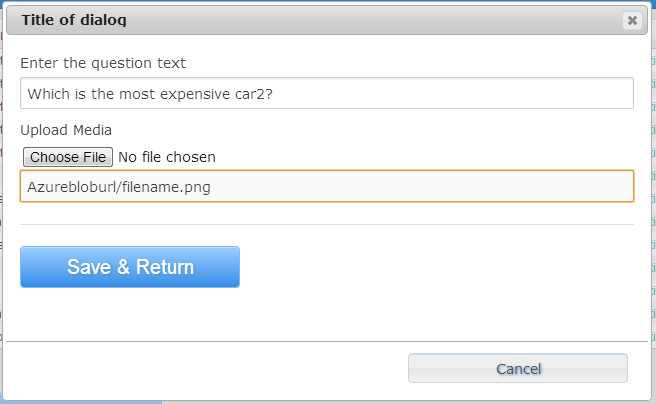 Title of dialog
Enter the question text
Which is the most expensive car2?
Upload Media
Choose File No file chosen
Azurebloburl/filename.png
Save & Return
Cancel